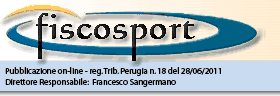 fiscosport
Pubblicazione on-line - reg.Trib.Perugia n.18 del 28/06/2011
Direttore Responsabile: Francesco Sangermano